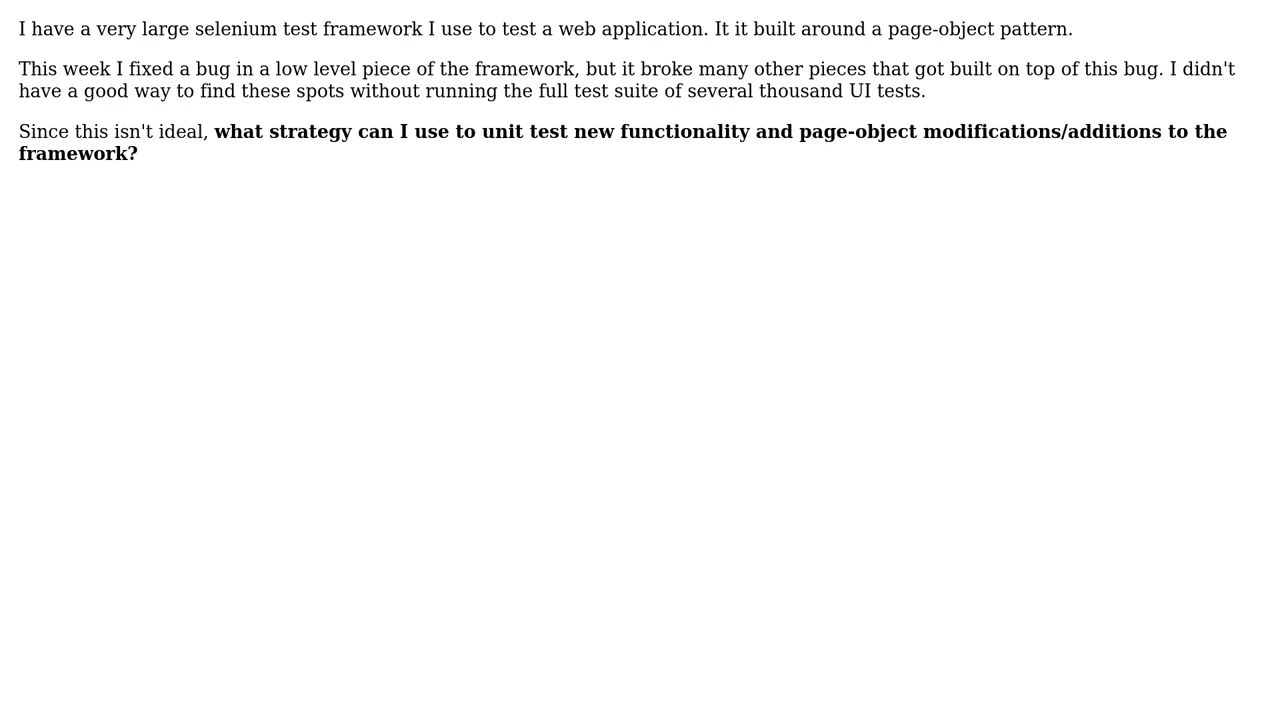 I have a very large selenium test framework I use to test a web application. It it built around a page-object pattern.
This week I fixed a bug in a low level piece of the framework, but it broke many other pieces that got built on top of this bug. I didn't
have a good way to find these spots without running the full test suite of several thousand UI tests.
Since this isn't ideal, what strategy can I use to unit test new functionality and page-object modifications/additions to the
framework?